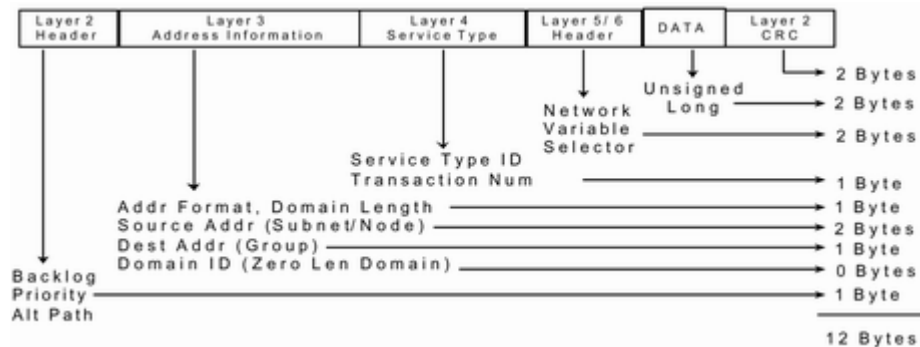 Layer 2 Header
Layer 3 Address Information
Layer 4 Service Type
Layer 5/ 6 Header
DATA
Layer 2 CRC
2 Bytes
Unsigned Long
2 Bytes
Network Variable Selector
2 Bytes
Service Type ID
Transaction Num
1 Byte
Addr Format, Domain Length
1 Byte
Source Addr (Subnet/Node)
2 Bytes
Dest Addr (Group)
1 Byte
Domain ID (Zero Len Domain)
0 Bytes
Backlog
Priority
1 Byte
Alt Path
12 Bytes